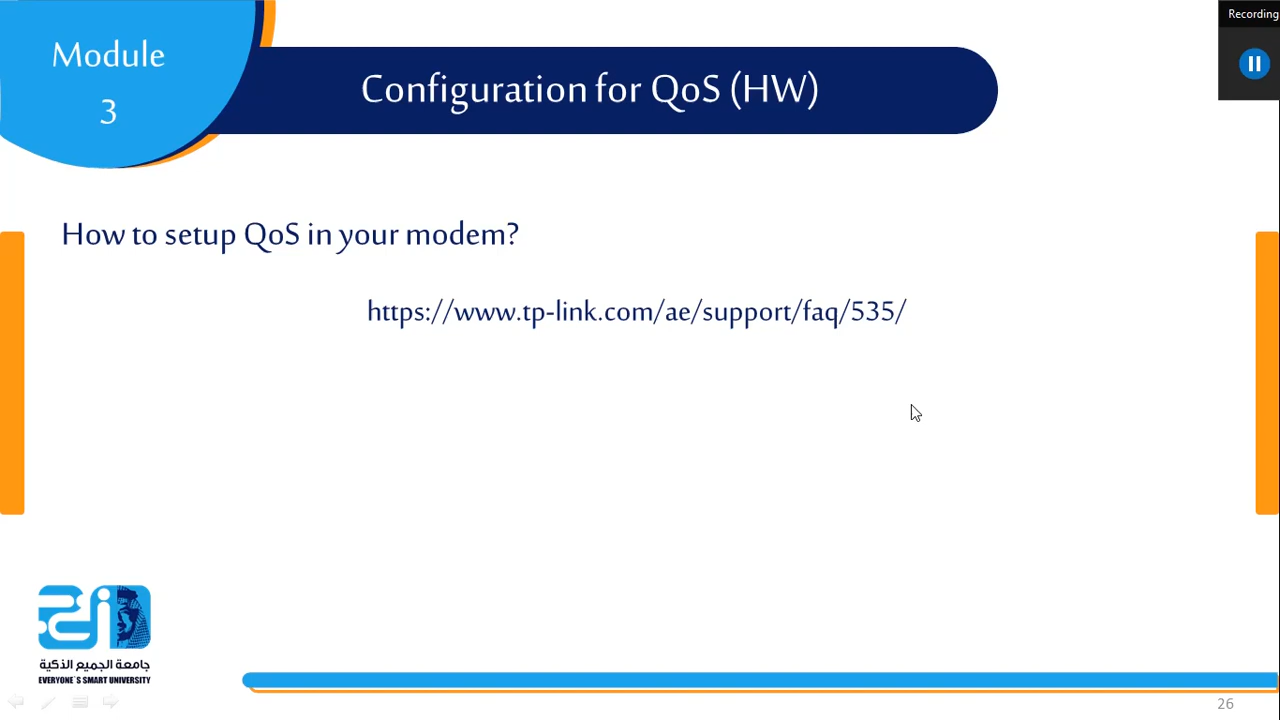 Recording
Module
3
Configuration for QoS (HW)
How to setup QoS in your modem?
https://www.tp-link.com/ae/support/faq/535/
جامعة الجميع الذكية
EVERYONE`S SMART UNIVERSITY
26